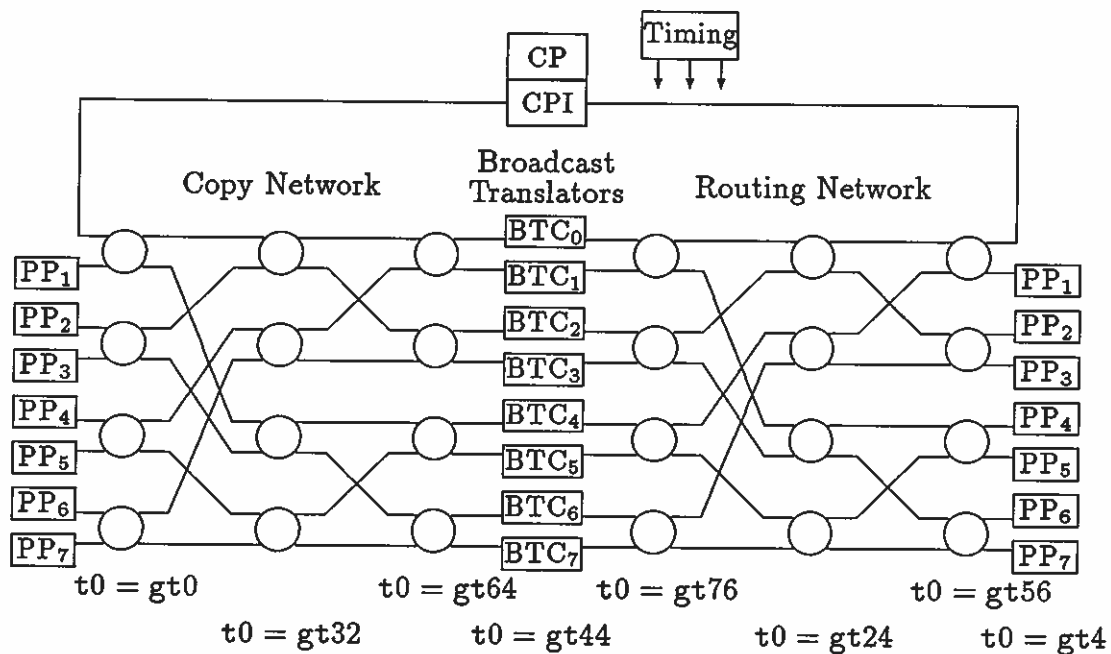 Timing
CP
CPI
Broadcast
Translators
Copy Network
Routing Network
BTC₀
PP₁ BTC₁ PP₁
PP₂ BTC₂ PP₂
PP₃ BTC₃ PP₃
PP₄ BTC₄ PP₄
PP₅ BTC₅ PP₅
PP₆ BTC₆ PP₆
PP₇ BTC₇ PP₇
t0 = gt0 t0 = gt64 t0 = gt76 t0 = gt56
t0 = gt32 t0 = gt44 t0 = gt24 t0 = gt4